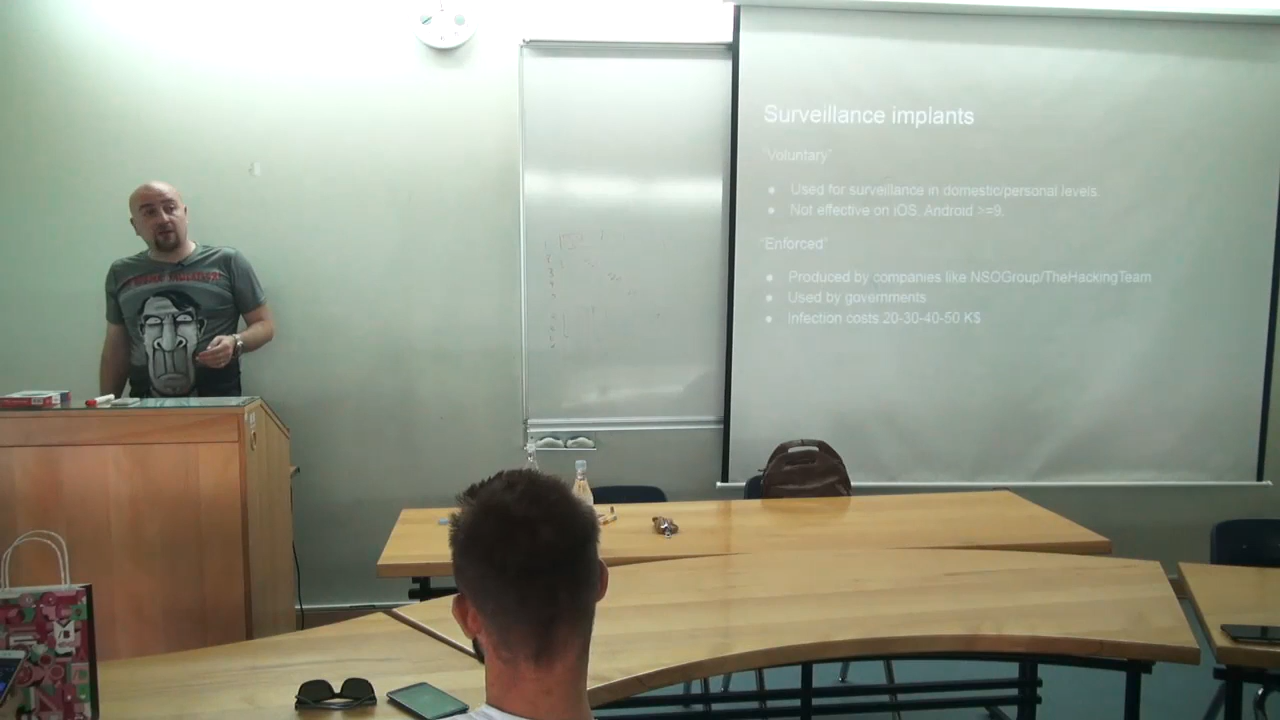 Surveillance implants
"Voluntary"
Used for surveillance in domestic/personal levels.
Not effective on iOS. Android >=9.
"Enforced"
Produced by companies like NSOGroup/TheHackingTeam
Used by governments
Infection costs 20-30-40-50 K$